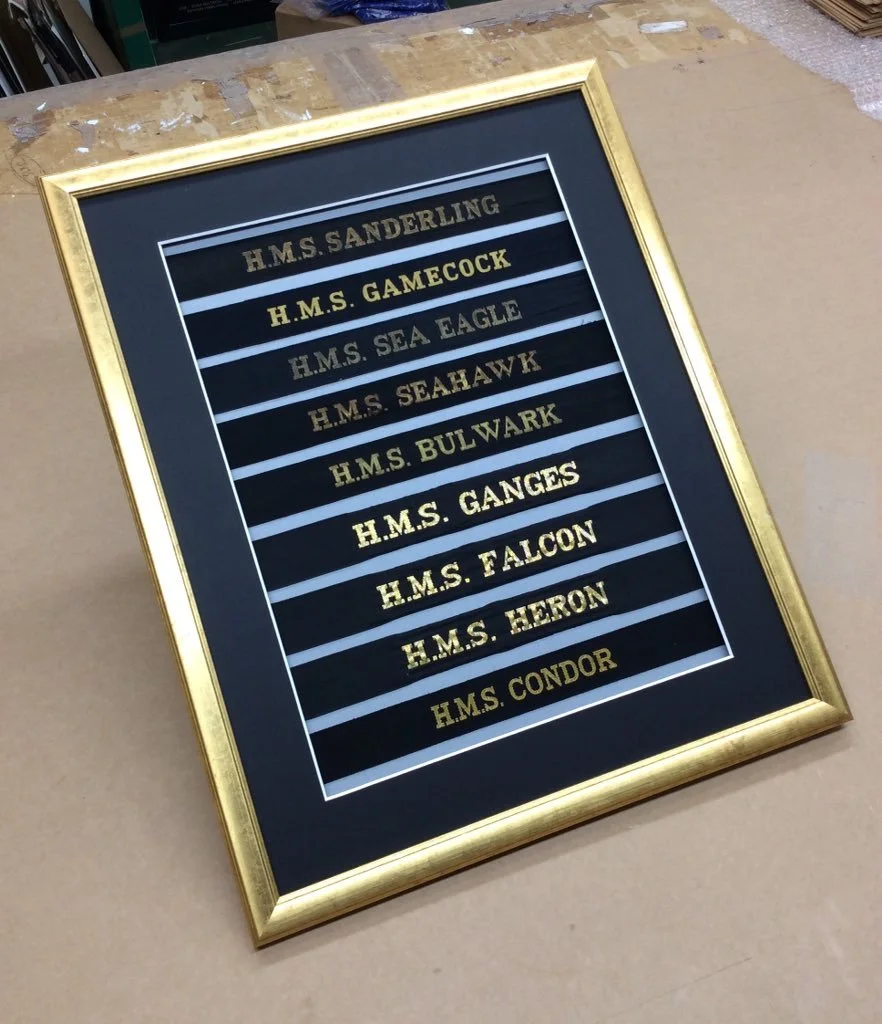 H.M.S. SANDERLING
H.M.S. GAMECOCK
H.M.S. SEA EAGLE
H.M.S. SEAHAWK
H.M.S. BULWARK
H.M.S. GANGES
H.M.S. FALCON
H.M.S. HERON
H.M.S. CONDOR